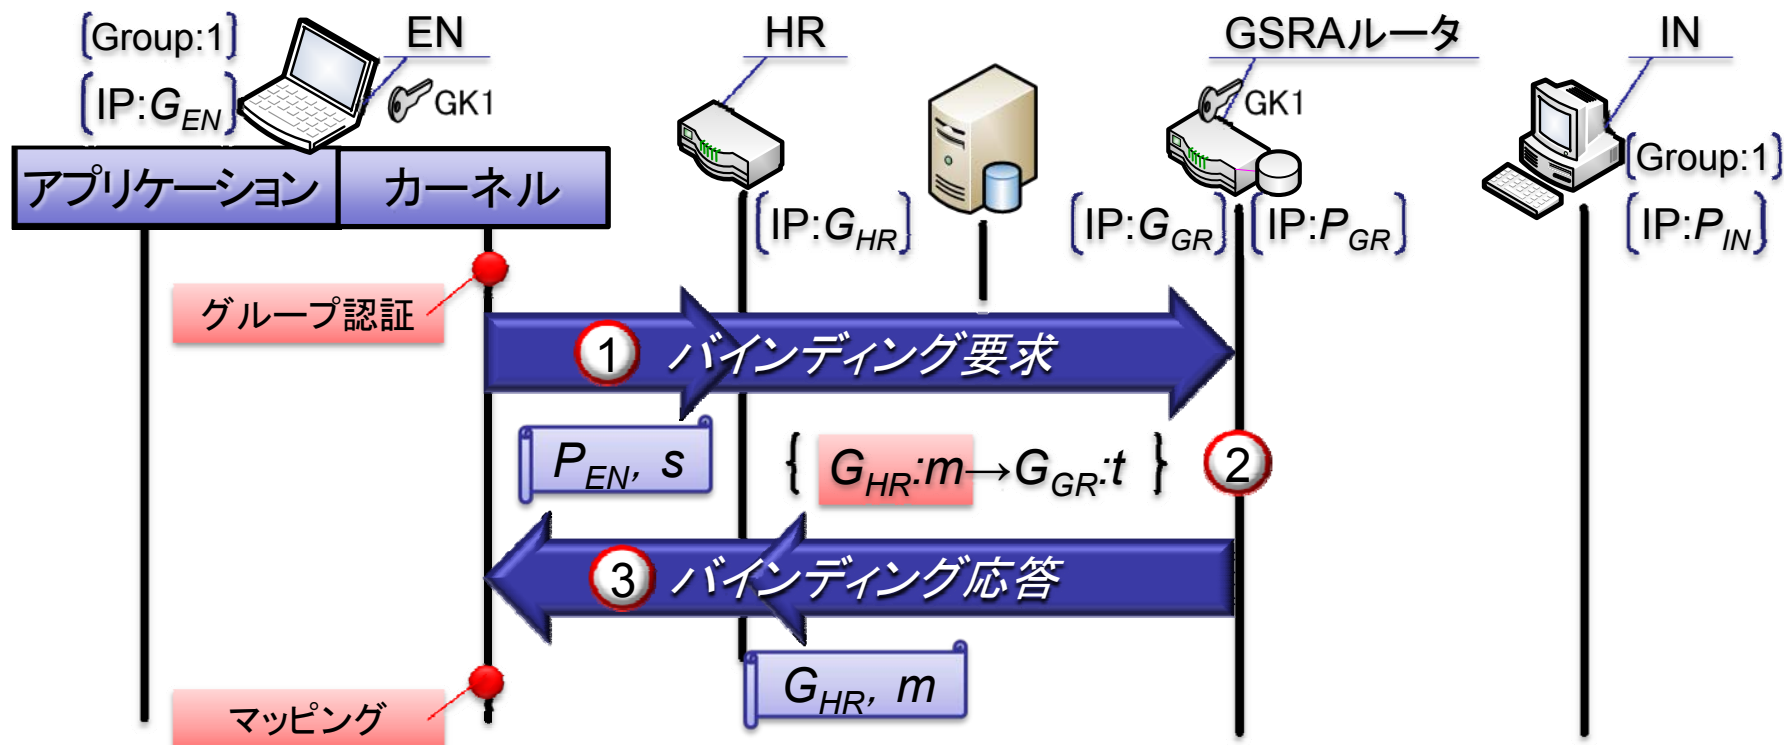 [Group:1]
EN
HR
GSRAルータ
IN
[IP:G_EN]
GK1
GK1
アプリケーション
カーネル
[Group:1]
[IP:G_HR]
[IP:G_GR]
[IP:P_GR]
[IP:P_IN]
グループ認証
① バインディング要求
P_EN, s
{ G_HR:m→G_GR:t }
②
③ バインディング応答
G_HR, m
マッピング